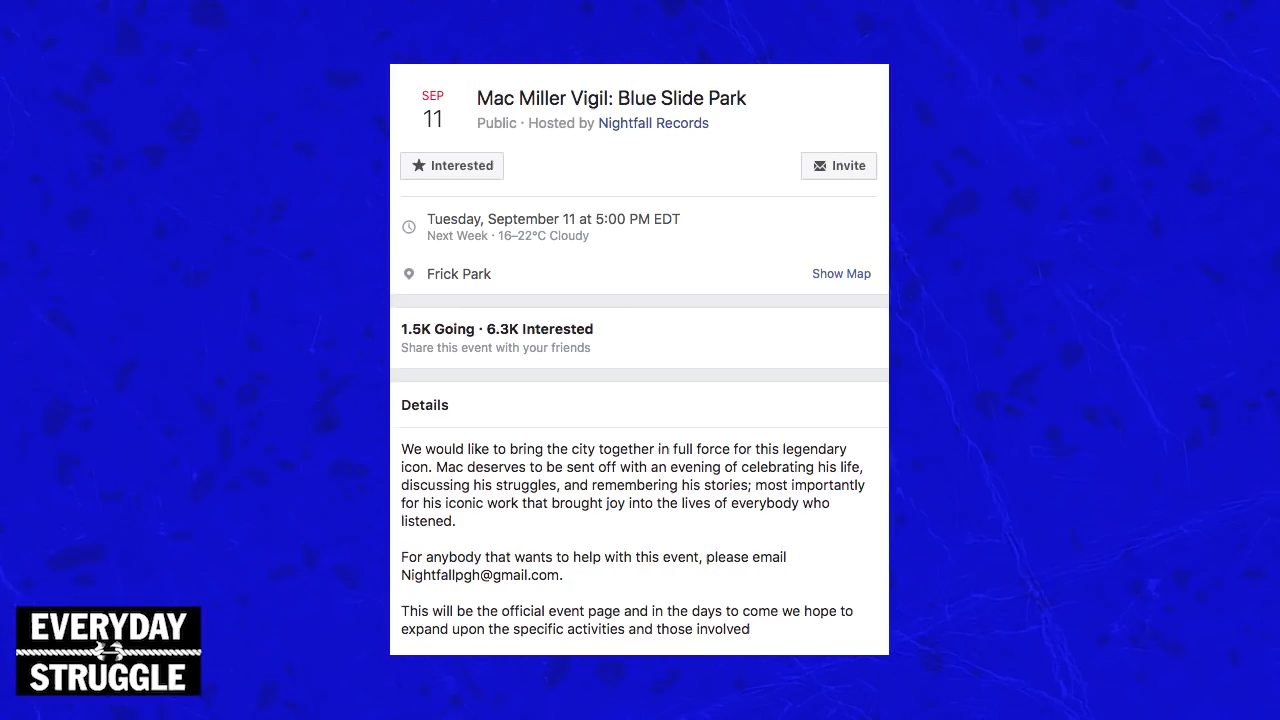 SEP
11
Mac Miller Vigil: Blue Slide Park
Public · Hosted by Nightfall Records
Interested
Invite
Tuesday, September 11 at 5:00 PM EDT
Next Week · 16–22°C Cloudy
Frick Park
Show Map
1.5K Going · 6.3K Interested
Share this event with your friends
Details
We would like to bring the city together in full force for this legendary
icon. Mac deserves to be sent off with an evening of celebrating his life,
discussing his struggles, and remembering his stories; most importantly
for his iconic work that brought joy into the lives of everybody who
listened.
For anybody that wants to help with this event, please email
Nightfallpgh@gmail.com.
This will be the official event page and in the days to come we hope to
expand upon the specific activities and those involved
EVERYDAY
STRUGGLE